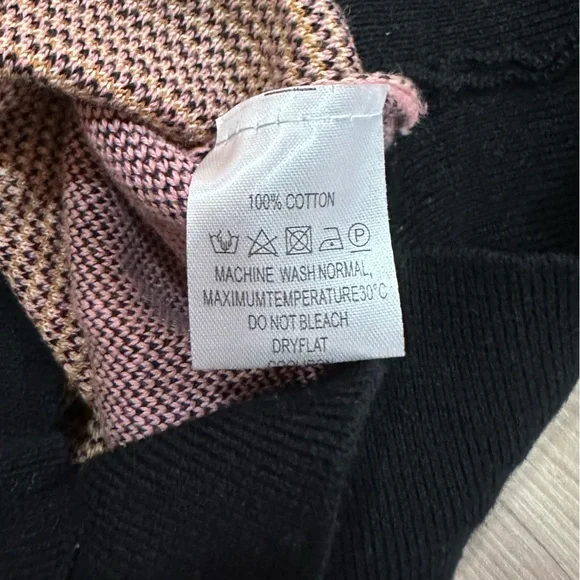 100% COTTON
MACHINE WASH NORMAL,
MAXIMUMTEMPERATURE30°C
DO NOT BLEACH
DRYFLAT